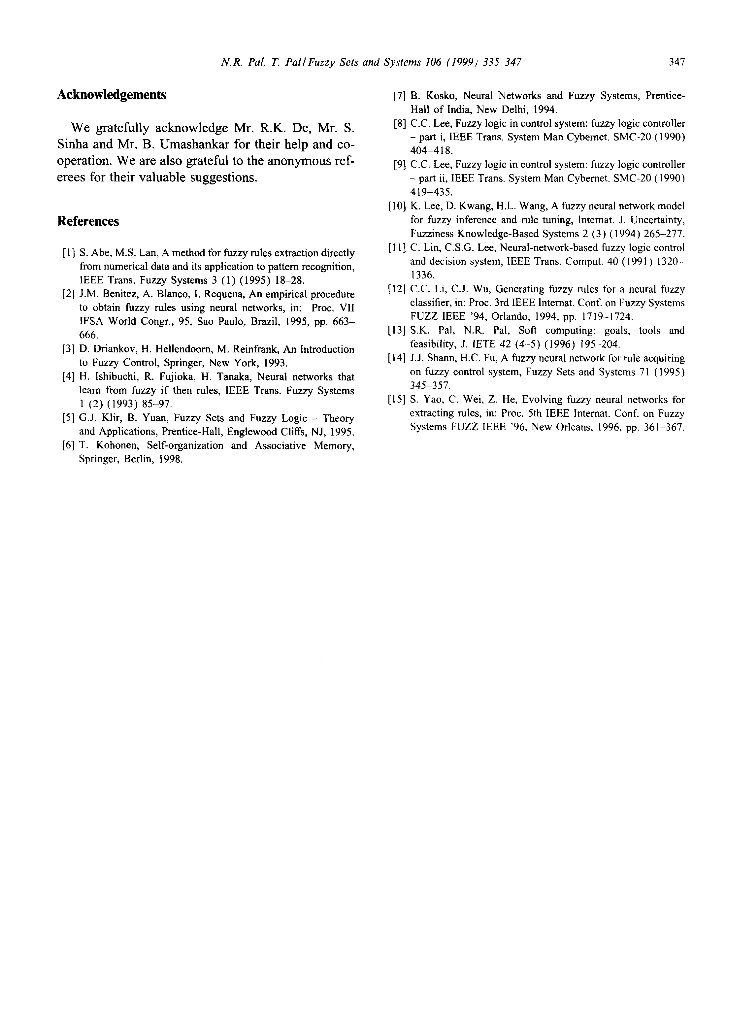 N.R. Pal, T. Pal / Fuzzy Sets and Systems 106 (1999) 335–347
347
Acknowledgements
We gratefully acknowledge Mr. R.K. De, Mr. S.
Sinha and Mr. B. Umashankar for their help and co-
operation. We are also grateful to the anonymous ref-
erees for their valuable suggestions.
References
[1] S. Abe, M.S. Lan, A method for fuzzy rules extraction directly
from numerical data and its application to pattern recognition,
IEEE Trans. Fuzzy Systems 3 (1) (1995) 18–28.
[2] J.M. Benitez, A. Blanco, I. Requena, An empirical procedure
to obtain fuzzy rules using neural networks, in: Proc. VII
IFSA World Congr., 95, Sao Paulo, Brazil, 1995, pp. 663–
666.
[3] D. Driankov, H. Hellendoorn, M. Reinfrank, An Introduction
to Fuzzy Control, Springer, New York, 1993.
[4] H. Ishibuchi, R. Fujioka, H. Tanaka, Neural networks that
learn from fuzzy if then rules, IEEE Trans. Fuzzy Systems
1 (2) (1993) 85–97.
[5] G.J. Klir, B. Yuan, Fuzzy Sets and Fuzzy Logic – Theory
and Applications, Prentice-Hall, Englewood Cliffs, NJ, 1995.
[6] T. Kohonen, Self-organization and Associative Memory,
Springer, Berlin, 1998.
[7] B. Kosko, Neural Networks and Fuzzy Systems, Prentice-
Hall of India, New Delhi, 1994.
[8] C.C. Lee, Fuzzy logic in control system: fuzzy logic controller
– part i, IEEE Trans. System Man Cybernet. SMC-20 (1990)
404–418.
[9] C.C. Lee, Fuzzy logic in control system: fuzzy logic controller
– part ii, IEEE Trans. System Man Cybernet. SMC-20 (1990)
419–435.
[10] K. Lee, D. Kwang, H.L. Wang, A fuzzy neural network model
for fuzzy inference and rule tuning, Internat. J. Uncertainty,
Fuzziness Knowledge-Based Systems 2 (3) (1994) 265–277.
[11] C. Lin, C.S.G. Lee, Neural-network-based fuzzy logic control
and decision system, IEEE Trans. Comput. 40 (1991) 1320–
1336.
[12] C.C. Li, C.J. Wu, Generating fuzzy rules for a neural fuzzy
classifier, in: Proc. 3rd IEEE Internat. Conf. on Fuzzy Systems
FUZZ IEEE '94, Orlando, 1994, pp. 1719–1724.
[13] S.K. Pal, N.R. Pal, Soft computing: goals, tools and
feasibility, J. IETE 42 (4–5) (1996) 195–204.
[14] J.J. Shann, H.C. Fu, A fuzzy neural network for rule acquiting
on fuzzy control system, Fuzzy Sets and Systems 71 (1995)
345–357.
[15] S. Yao, C. Wei, Z. He, Evolving fuzzy neural networks for
extracting rules, in: Proc. 5th IEEE Internat. Conf. on Fuzzy
Systems FUZZ IEEE '96, New Orleans, 1996, pp. 361–367.